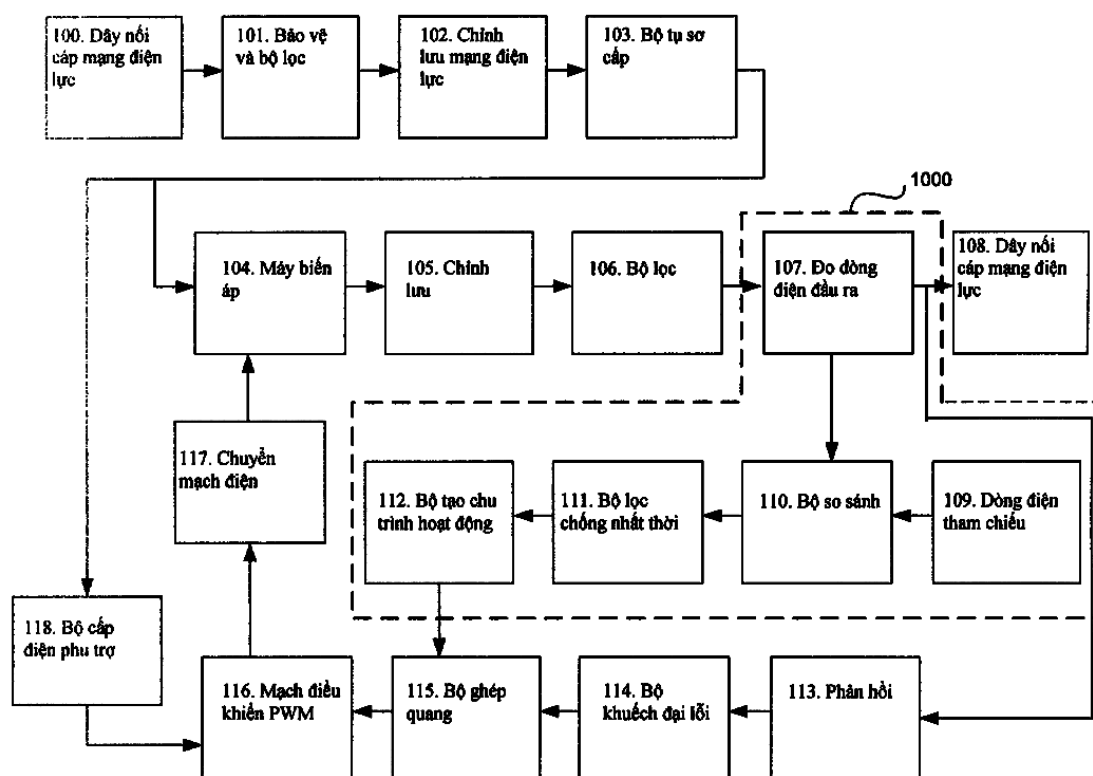 100. Dây nối
cáp mạng điện
lực
101. Bảo vệ
và bộ lọc
102. Chỉnh
lưu mạng điện
lực
103. Bộ tụ sơ
cấp
1000
104. Máy biến
áp
105. Chỉnh
lưu
106. Bộ lọc
107. Đo dòng
điện đầu ra
108. Dây nối
cáp mạng điện
lực
117. Chuyển
mạch điện
112. Bộ tạo chu
trình hoạt động
111. Bộ lọc
chống nhất thời
110. Bộ so sánh
109. Dòng điện
tham chiếu
118. Bộ cấp
điện phu trợ
116. Mạch điều
khiển PWM
115. Bộ ghép
quang
114. Bộ
khuếch đại lỗi
113. Phản hồi